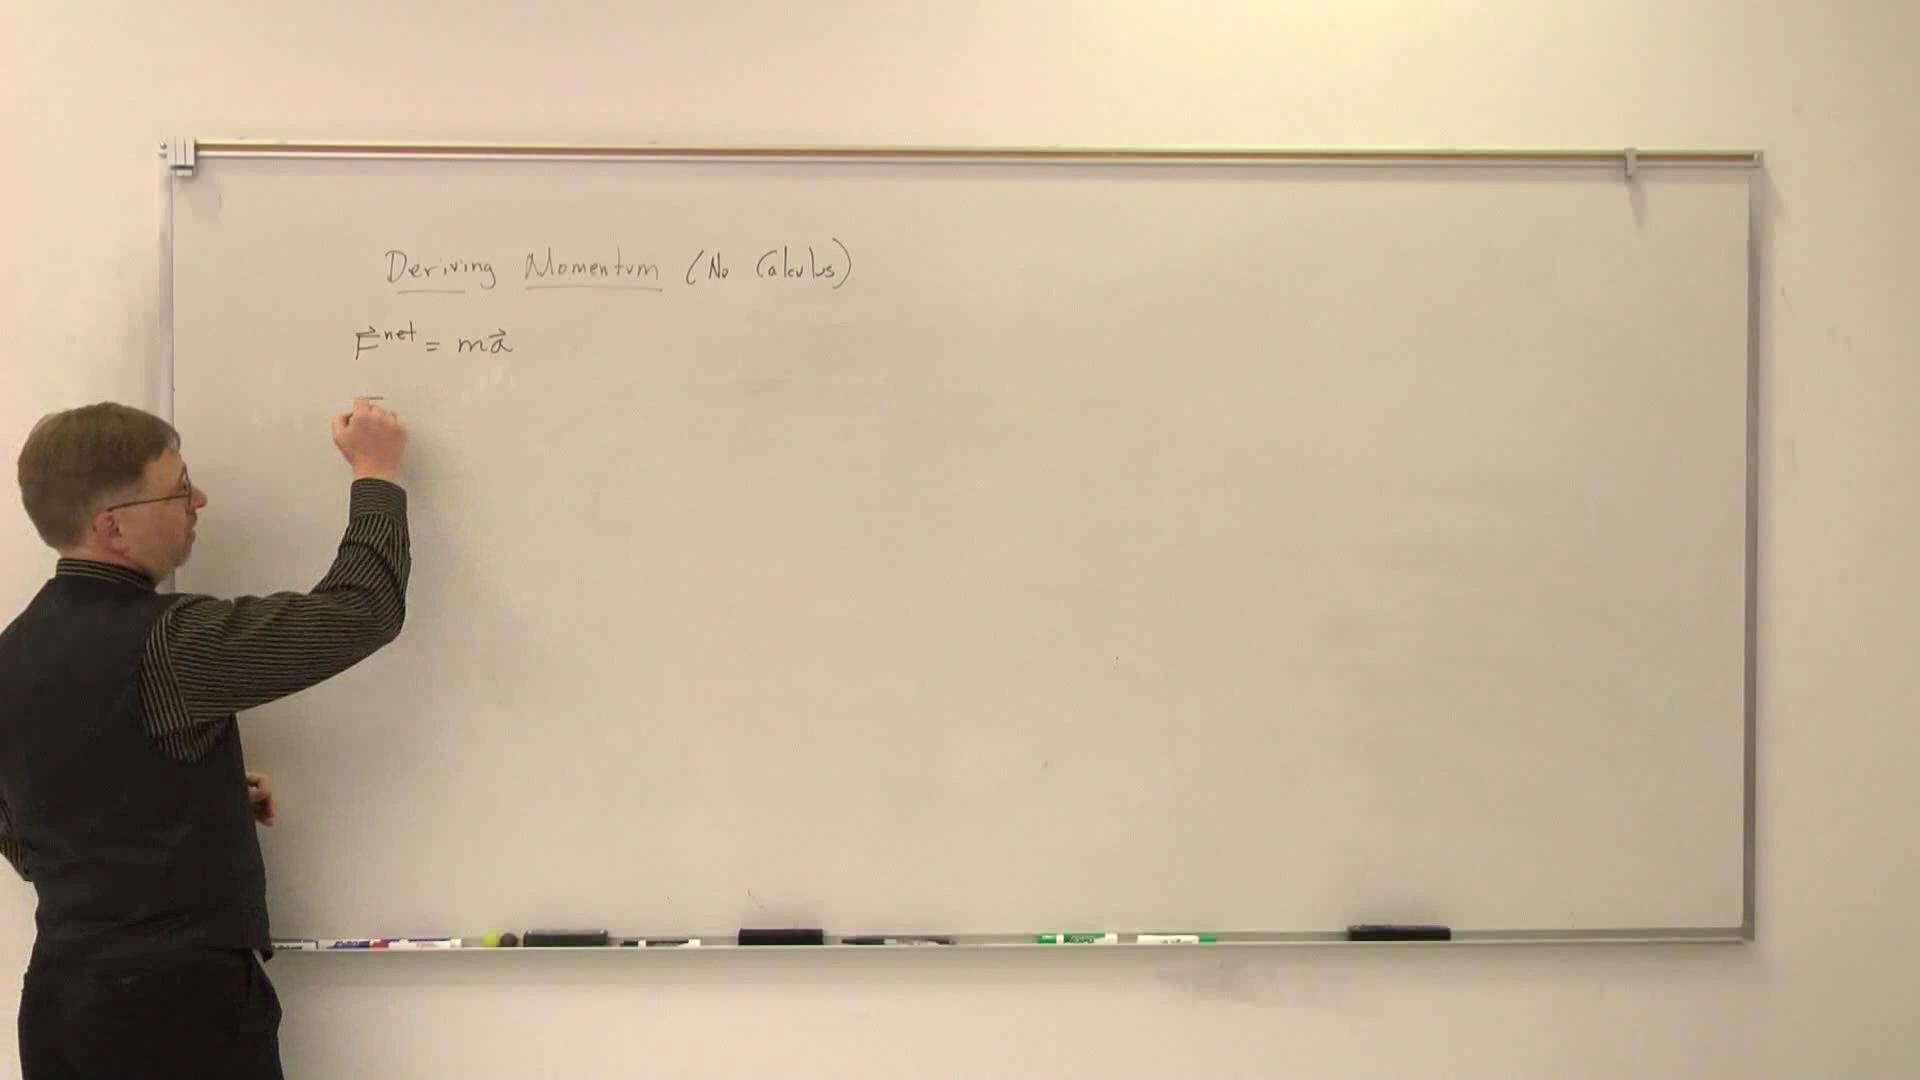 Deriving Momentum (No Calculus)
F⃗ⁿᵉᵗ = ma⃗